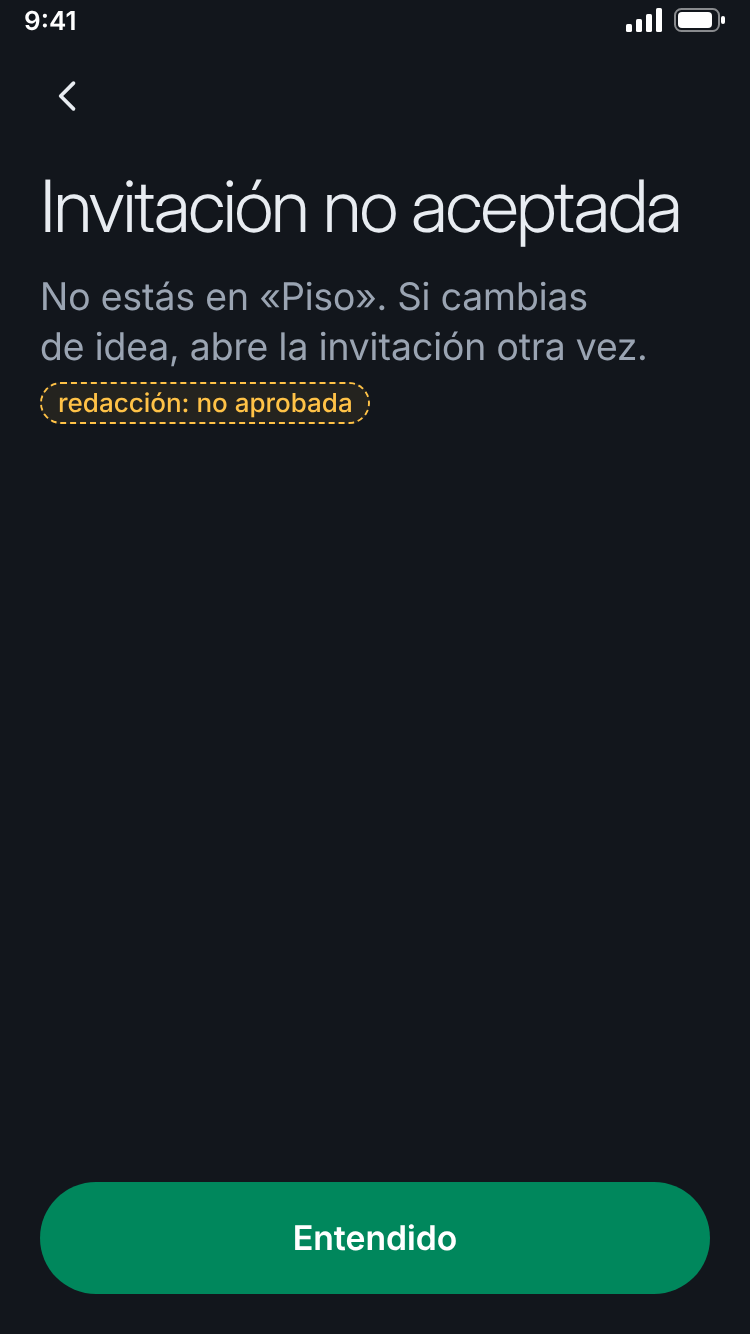 9:41
Invitación no aceptada
No estás en «Piso». Si cambias
de idea, abre la invitación otra vez.
redacción: no aprobada
Entendido